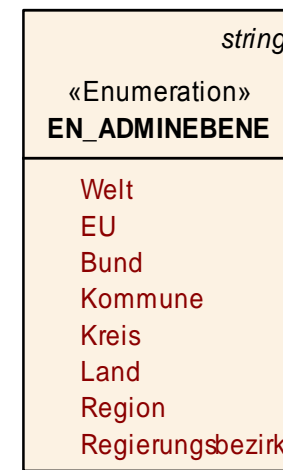 string
«Enumeration»
EN_ADMINEBENE
Welt
EU
Bund
Kommune
Kreis
Land
Region
Regierungsbezirk